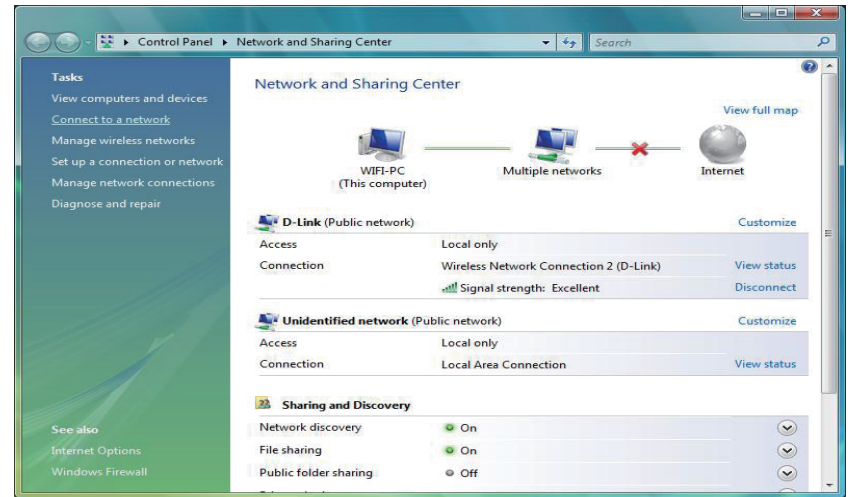 Control Panel ▸ Network and Sharing Center
Search
Tasks
View computers and devices
Connect to a network
Manage wireless networks
Set up a connection or network
Manage network connections
Diagnose and repair
See also
Internet Options
Windows Firewall
Network and Sharing Center
View full map
WIFI-PC
(This computer)
Multiple networks
Internet
D-Link (Public network) Customize
Access Local only
Connection Wireless Network Connection 2 (D-Link) View status
Signal strength: Excellent Disconnect
Unidentified network (Public network) Customize
Access Local only
Connection Local Area Connection View status
Sharing and Discovery
Network discovery On
File sharing On
Public folder sharing Off